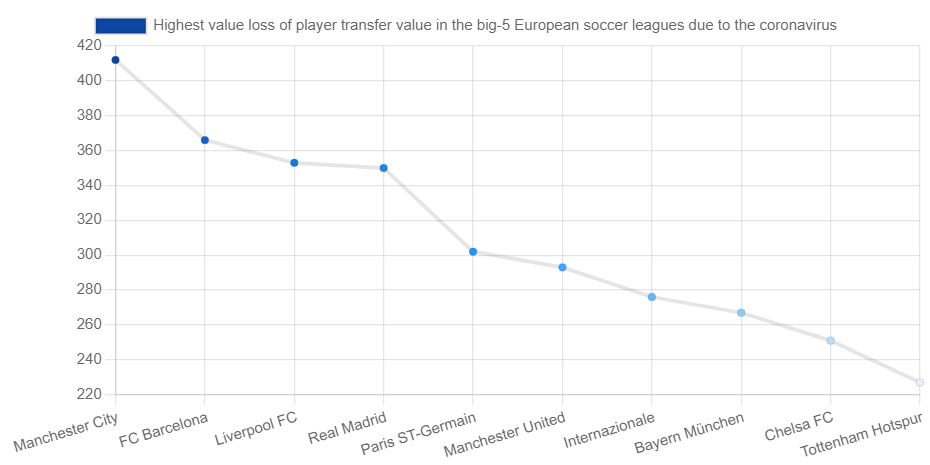 Highest value loss of player transfer value in the big-5 European soccer leagues due to the coronavirus
420
400
380
360
340
320
300
280
260
240
220
Manchester City
FC Barcelona
Liverpool FC
Real Madrid
Paris ST-Germain
Manchester United
Internazionale
Bayern München
Chelsa FC
Tottenham Hotspur